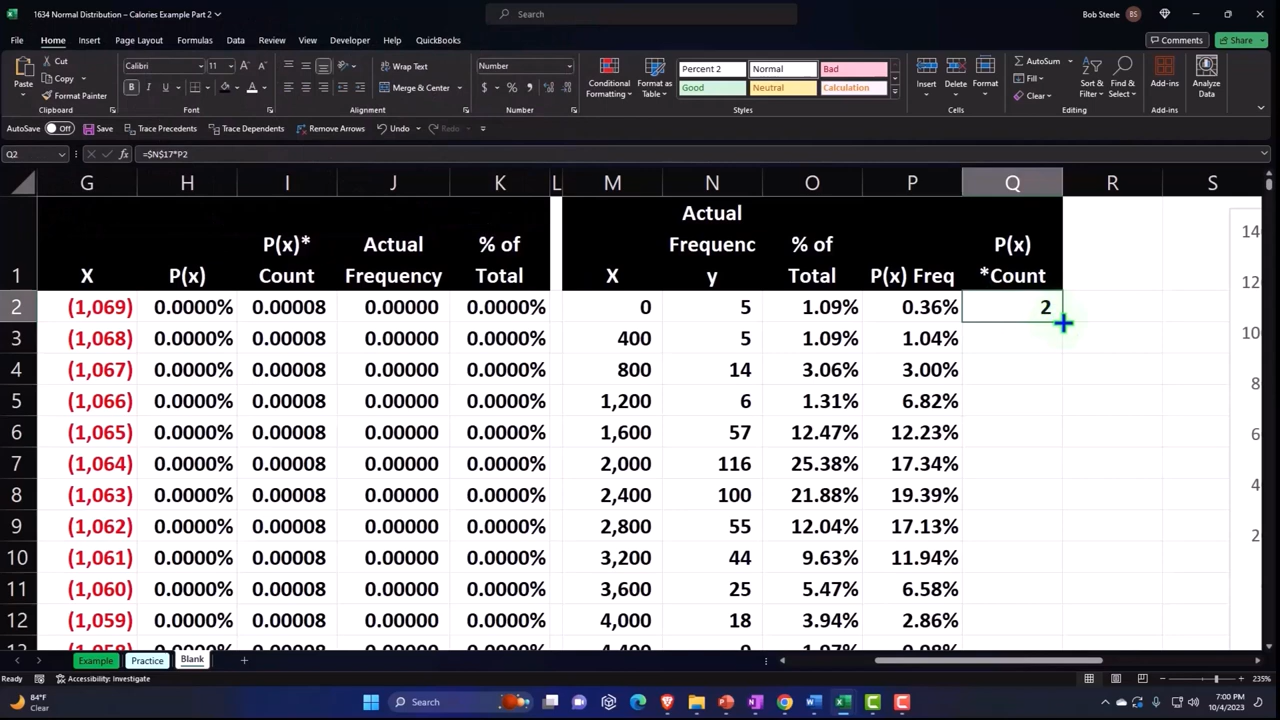 1634 Normal Distribution – Calories Example Part 2
Search
Bob Steele BS
File Home Insert Page Layout Formulas Data Review View Developer Help QuickBooks Comments Share
Cut
Copy
Format Painter
Paste
Clipboard
Calibri 11
B I U
Font
Wrap Text
Merge & Center
Alignment
Number
$ % ,
Number
Conditional Formatting
Format as Table
Percent 2 Normal Bad
Good Neutral Calculation
Styles
Insert Delete Format
Cells
AutoSum
Fill
Clear
Sort & Filter
Find & Select
Editing
Add-ins
Add-ins
Analyze Data
AutoSave Off Save Trace Precedents Trace Dependents Remove Arrows Undo Redo
Q2 fx =$N$17*P2
G H I J K L M N O P Q R S
1 X P(x) P(x)* Count Actual Frequency % of Total X Actual Frequenc y % of Total P(x) Freq P(x) *Count
2 (1,069) 0.0000% 0.00008 0.00000 0.0000% 0 5 1.09% 0.36% 2
3 (1,068) 0.0000% 0.00008 0.00000 0.0000% 400 5 1.09% 1.04%
4 (1,067) 0.0000% 0.00008 0.00000 0.0000% 800 14 3.06% 3.00%
5 (1,066) 0.0000% 0.00008 0.00000 0.0000% 1,200 6 1.31% 6.82%
6 (1,065) 0.0000% 0.00008 0.00000 0.0000% 1,600 57 12.47% 12.23%
7 (1,064) 0.0000% 0.00008 0.00000 0.0000% 2,000 116 25.38% 17.34%
8 (1,063) 0.0000% 0.00008 0.00000 0.0000% 2,400 100 21.88% 19.39%
9 (1,062) 0.0000% 0.00008 0.00000 0.0000% 2,800 55 12.04% 17.13%
10 (1,061) 0.0000% 0.00008 0.00000 0.0000% 3,200 44 9.63% 11.94%
11 (1,060) 0.0000% 0.00008 0.00000 0.0000% 3,600 25 5.47% 6.58%
12 (1,059) 0.0000% 0.00008 0.00000 0.0000% 4,000 18 3.94% 2.86%
14
12
10
8
6
4
2
Example Practice Blank
Ready Accessibility: Investigate 235%
84°F
Clear
Search
7:00 PM
10/4/2023